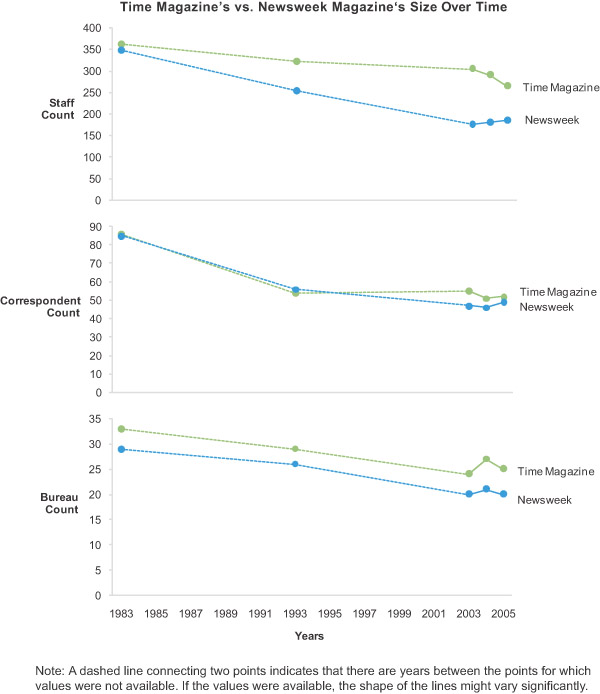 Time Magazine's vs. Newsweek Magazine‘s Size Over Time
400
350
300
250
200
150
100
50
0
Staff
Count
Time Magazine
Newsweek
90
80
70
60
50
40
30
20
10
0
Correspondent
Count
Time Magazine
Newsweek
35
30
25
20
15
10
5
0
Bureau
Count
Time Magazine
Newsweek
1983 1985 1987 1989 1991 1993 1995 1997 1999 2001 2003 2005
Years
Note: A dashed line connecting two points indicates that there are years between the points for which
values were not available. If the values were available, the shape of the lines might vary significantly.